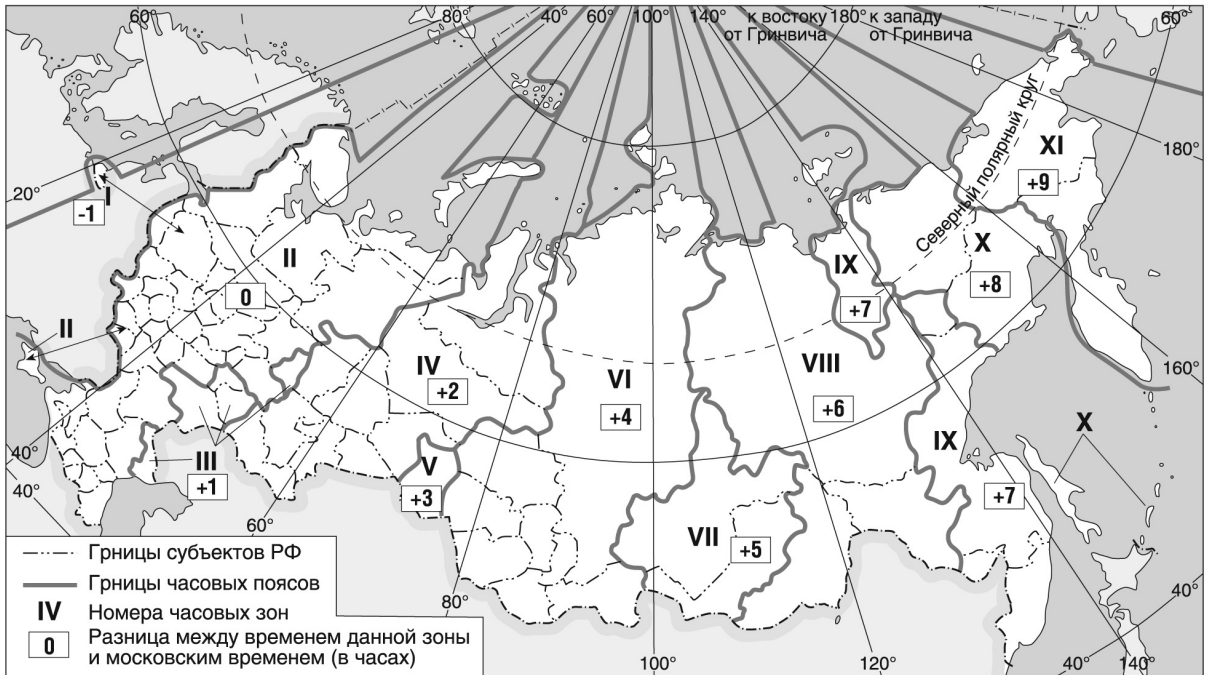 60°
80°
40°
60°
100°
140°
к востоку
от Гринвича
180°
к западу
от Гринвича
60°
Северный полярный круг
XI
+9
180°
20°
I
-1
II
0
II
IX
+7
X
+8
IV
+2
VI
+4
VIII
+6
160°
40°
40°
III
+1
V
+3
IX
+7
X
VII
+5
60°
80°
100°
120°
40°
140°
40°
Грницы субъектов РФ
Грницы часовых поясов
IV
Номера часовых зон
0
Разница между временем данной зоны
и московским временем (в часах)